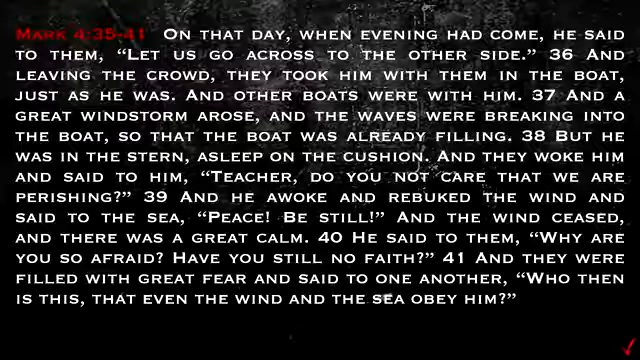 Mark 4:35-41 On that day, when evening had come, he said
to them, “Let us go across to the other side.” 36 And
leaving the crowd, they took him with them in the boat,
just as he was. And other boats were with him. 37 And a
great windstorm arose, and the waves were breaking into
the boat, so that the boat was already filling. 38 But he
was in the stern, asleep on the cushion. And they woke him
and said to him, “Teacher, do you not care that we are
perishing?” 39 And he awoke and rebuked the wind and
said to the sea, “Peace! Be still!” And the wind ceased,
and there was a great calm. 40 He said to them, “Why are
you so afraid? Have you still no faith?” 41 And they were
filled with great fear and said to one another, “Who then
is this, that even the wind and the sea obey him?”